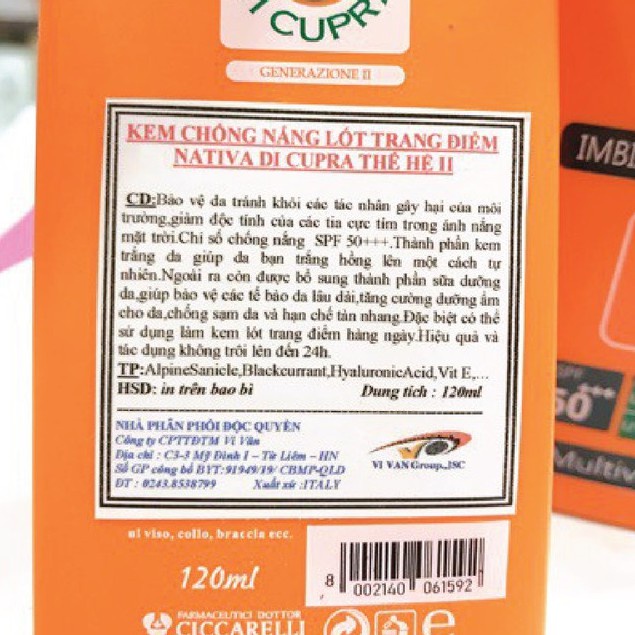 DI CUPRA
GENERAZIONE II
KEM CHỐNG NẮNG LÓT TRANG ĐIỂM
NATIVA DI CUPRA THẾ HỆ II
CD:Bảo vệ da tránh khỏi các tác nhân gây hại của môi
trường,giảm độc tính của các tia cực tím trong ánh nắng
mặt trời.Chỉ số chống nắng SPF 50+++.Thành phần kem
trắng da giúp da bạn trắng hồng lên một cách tự
nhiên.Ngoài ra còn được bổ sung thành phần sữa dưỡng
da,giúp bảo vệ các tế bào da lâu dài,tăng cường dưỡng ẩm
cho da,chống sạm da và hạn chế tàn nhang.Đặc biệt có thể
sử dụng làm kem lót trang điểm hàng ngày.Hiệu quả và
tác dụng không trôi lên đến 24h.
TP:AlpineSanicle,Blackcurrant,HyaluronicAcid,Vit E,...
HSD: in trên bao bì Dung tích : 120ml
NHÀ PHÂN PHỐI ĐỘC QUYỀN
Công ty CPTTĐTM Vi Vân
Địa chỉ : C3-3 Mỹ Đình I – Từ Liêm – HN
Số GP công bố BYT:91949/19/ CBMP-QLD
ĐT : 0243.8538799 Xuất xứ :ITALY
VI VAN Group.,JSC
ul viso, collo, braccia ecc.
120ml
8 002140 061592
FARMACEUTICI DOTTOR
CICCARELLI
e
SPF
50+++